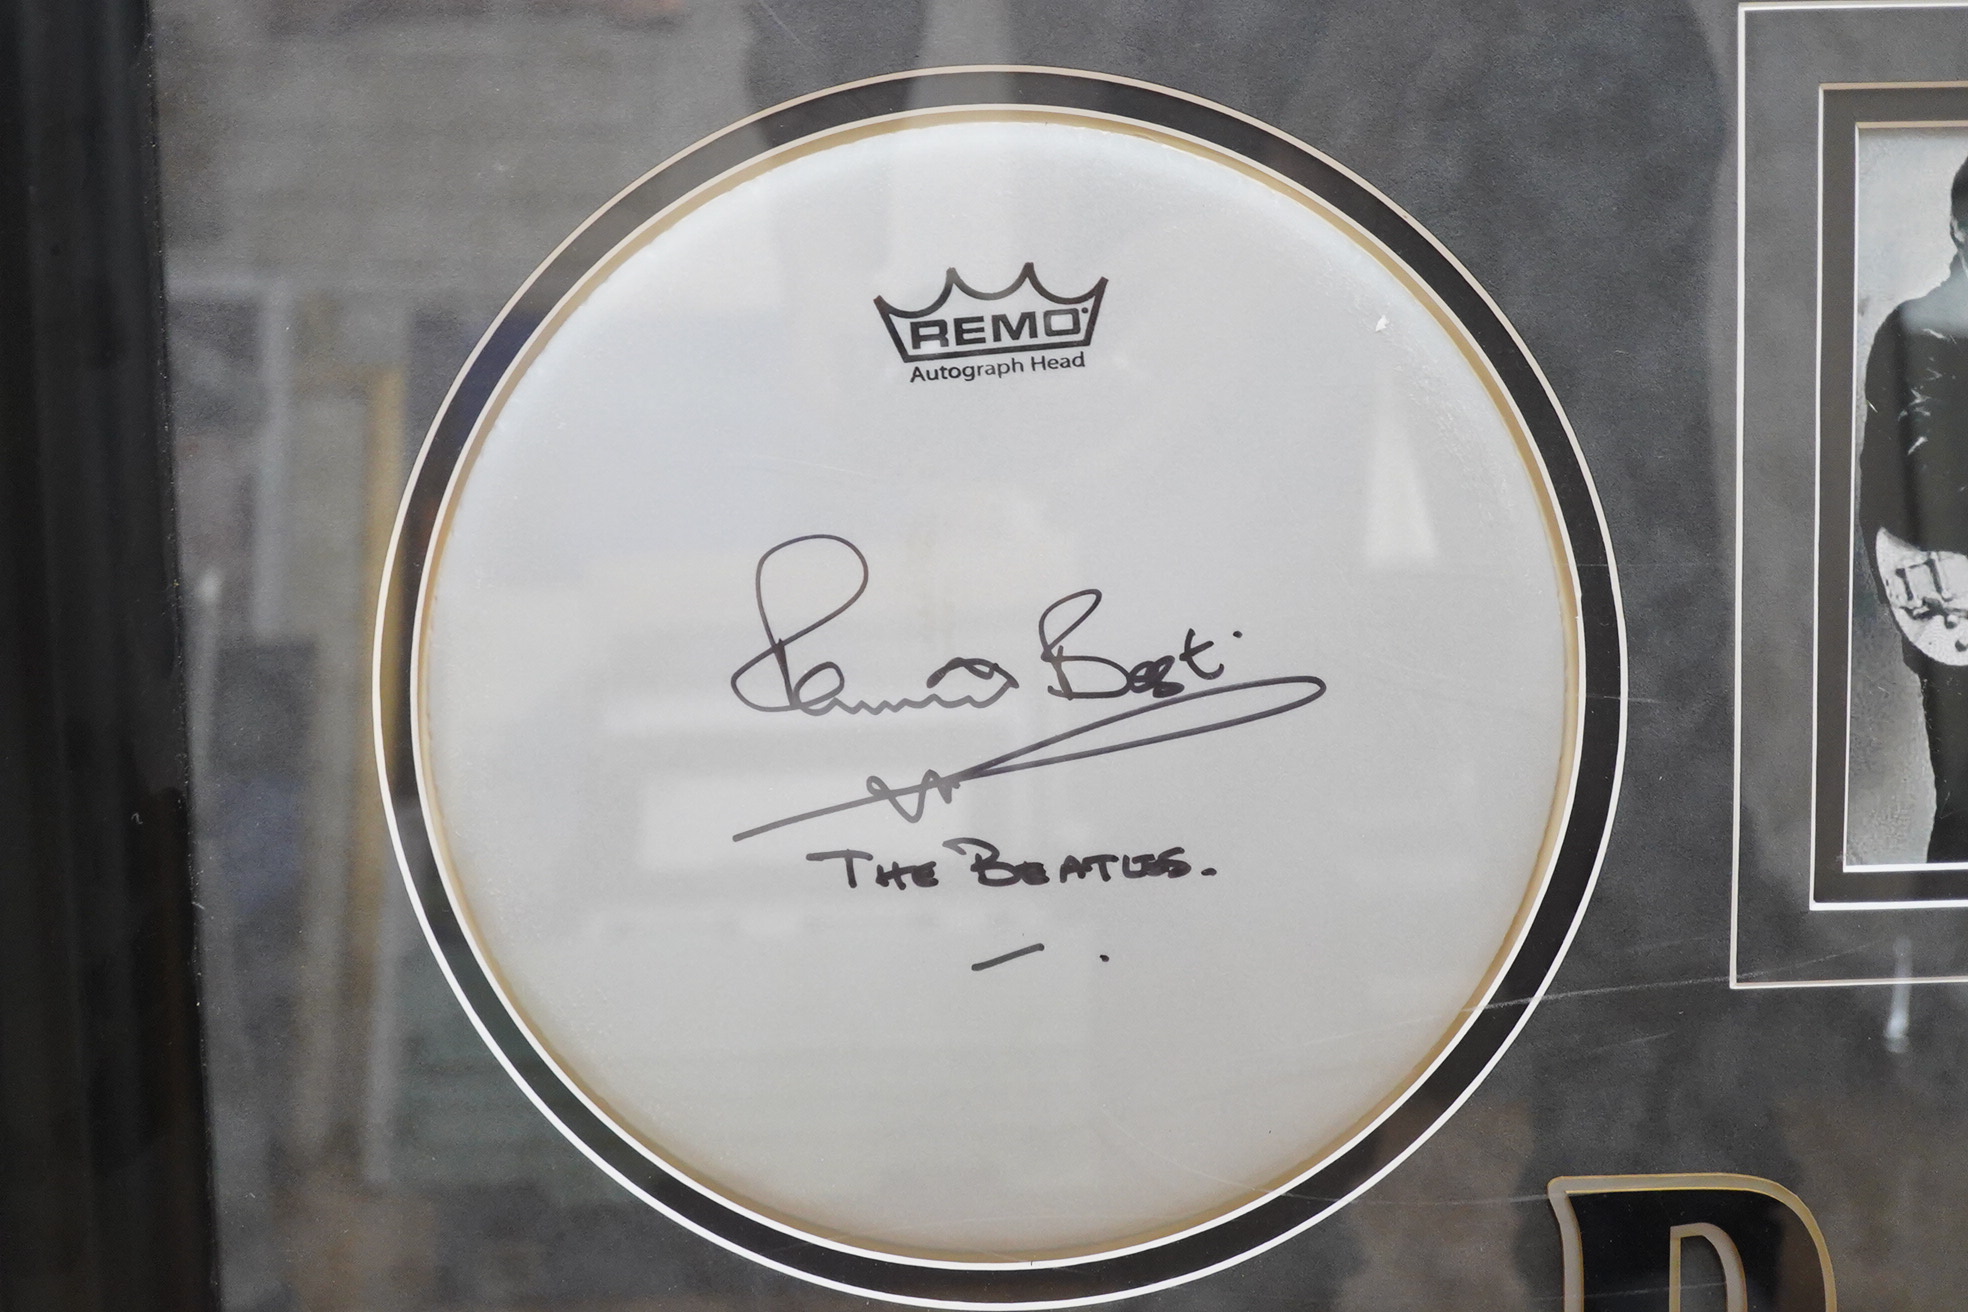 REMO
Autograph Head
Best.
THE BEATLES.